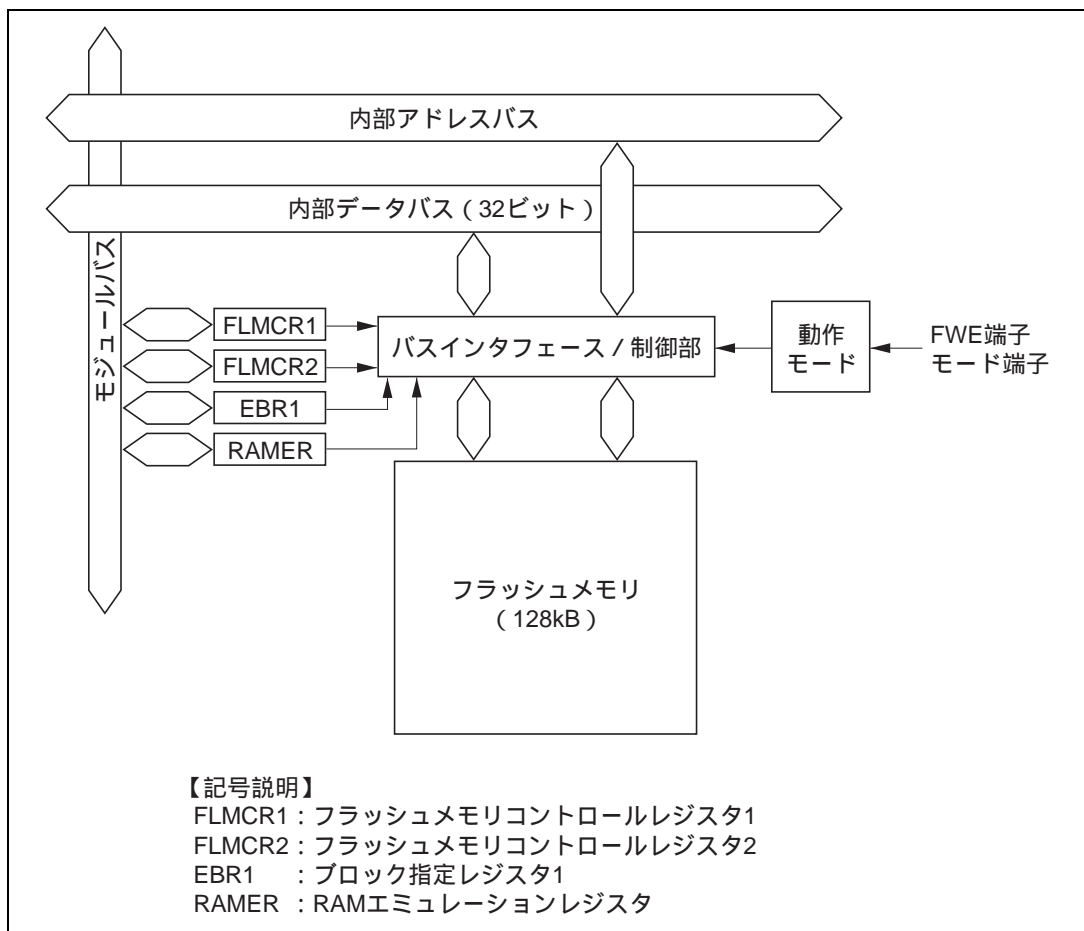 内部アドレスバス
内部データバス（32ビット）
モジュールバス
FLMCR1
FLMCR2
EBR1
RAMER
バスインタフェース / 制御部
動作
モード
FWE端子
モード端子
フラッシュメモリ
（128kB）
【記号説明】
FLMCR1：フラッシュメモリコントロールレジスタ1
FLMCR2：フラッシュメモリコントロールレジスタ2
EBR1　：ブロック指定レジスタ1
RAMER ：RAMエミュレーションレジスタ